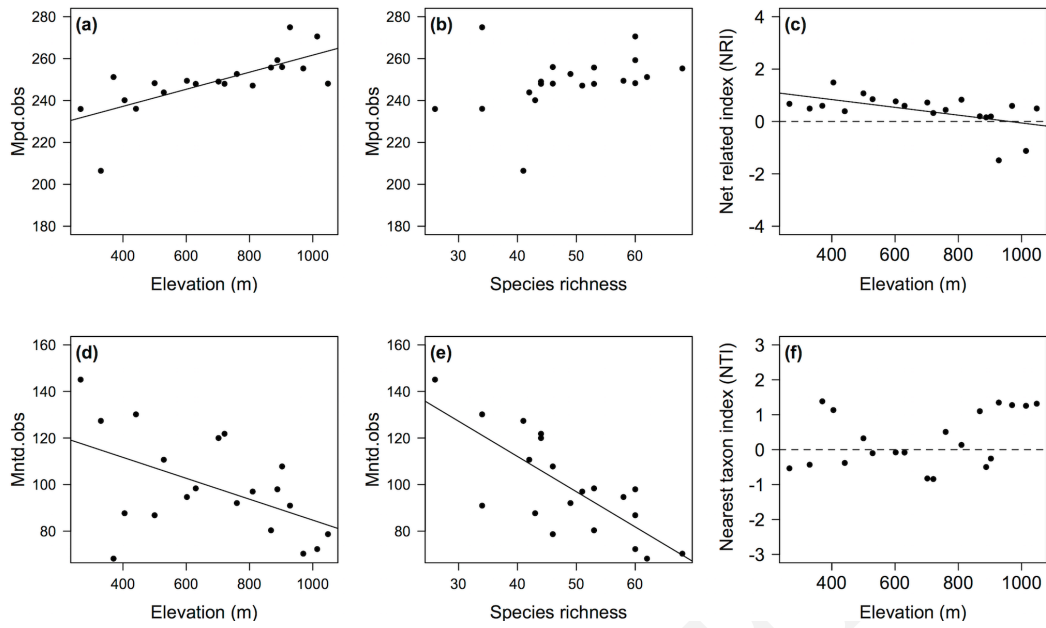 (a)
280
260
240
220
200
180
Mpd.obs
400 600 800 1000
Elevation (m)
(b)
280
260
240
220
200
180
Mpd.obs
30 40 50 60
Species richness
(c)
4
2
0
-2
-4
Net related index (NRI)
400 600 800 1000
Elevation (m)
(d)
160
140
120
100
80
Mntd.obs
400 600 800 1000
Elevation (m)
(e)
160
140
120
100
80
Mntd.obs
30 40 50 60
Species richness
(f)
3
2
1
0
-1
-2
-3
Nearest taxon index (NTI)
400 600 800 1000
Elevation (m)